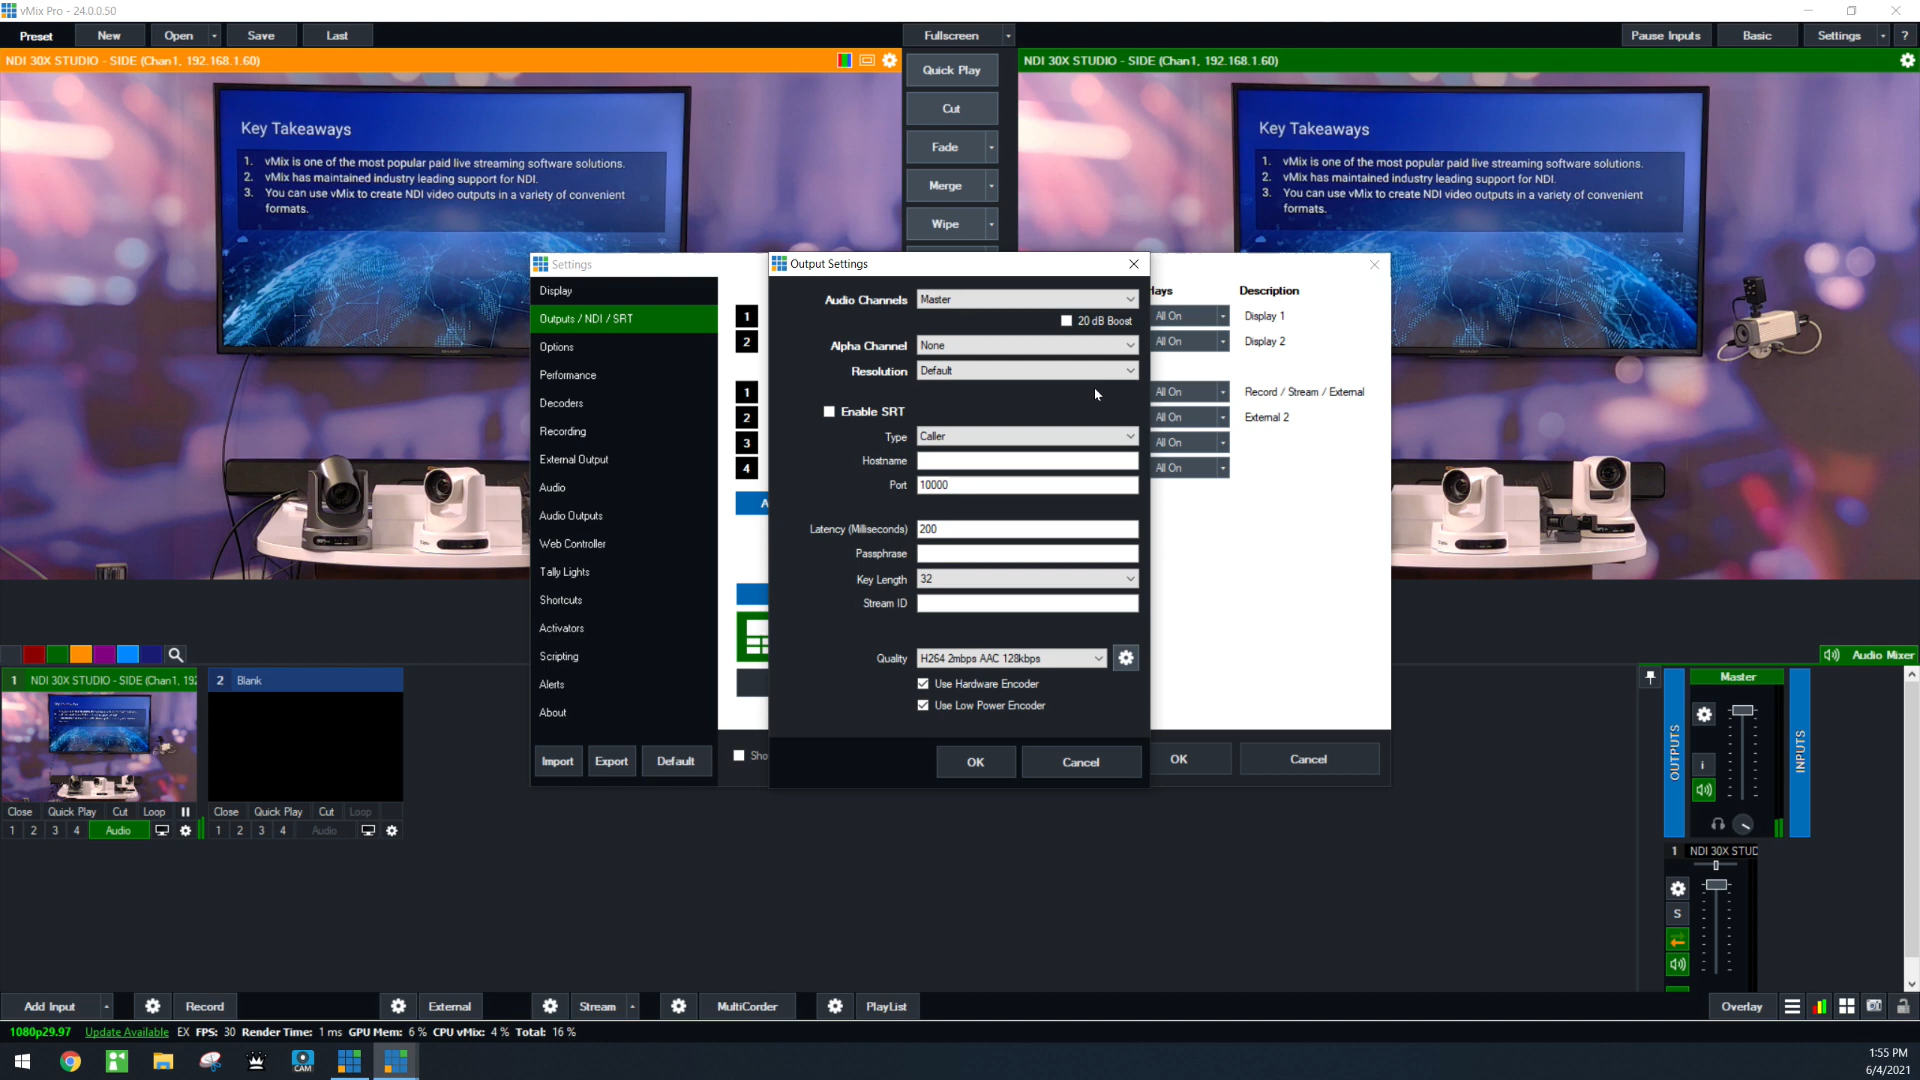 vMix Pro - 24.0.0.50
Preset
New
Open
Save
Last
Fullscreen
Pause Inputs
Basic
Settings
?
NDI 30X STUDIO - SIDE (Chan1, 192.168.1.60)
Quick Play
Cut
Fade
Merge
Wipe
NDI 30X STUDIO - SIDE (Chan1, 192.168.1.60)
Key Takeaways
1. vMix is one of the most popular paid live streaming software solutions.
2. vMix has maintained industry leading support for NDI.
3. You can use vMix to create NDI video outputs in a variety of convenient
formats.
Key Takeaways
1. vMix is one of the most popular paid live streaming software solutions.
2. vMix has maintained industry leading support for NDI.
3. You can use vMix to create NDI video outputs in a variety of convenient
formats.
SHARP
SHARP
Settings
Display
Outputs / NDI / SRT
Options
Performance
Decoders
Recording
External Output
Audio
Audio Outputs
Web Controller
Tally Lights
Shortcuts
Activators
Scripting
Alerts
About
Import
Export
Default
1
2
1
2
3
4
A
Sho
Output Settings
Audio Channels
Master
20 dB Boost
Alpha Channel
None
Resolution
Default
Enable SRT
Type
Caller
Hostname
Port
10000
Latency (Milliseconds)
200
Passphrase
Key Length
32
Stream ID
Quality
H264 2mbps AAC 128kbps
Use Hardware Encoder
Use Low Power Encoder
OK
Cancel
lays
Description
All On
Display 1
All On
Display 2
All On
Record / Stream / External
All On
External 2
All On
All On
OK
Cancel
1 NDI 30X STUDIO - SIDE (Chan1, 192
2 Blank
Close
Quick Play
Cut
Loop
Close
Quick Play
Cut
Loop
1 2 3 4
Audio
1 2 3 4
Audio
Audio Mixer
Master
OUTPUTS
INPUTS
i
1 NDI 30X STUD
S
Add Input
Record
External
Stream
MultiCorder
PlayList
Overlay
1080p29.97
Update Available
EX FPS: 30 Render Time: 1 ms GPU Mem: 6 % CPU vMix: 4 % Total: 16 %
CAM
1:55 PM
6/4/2021